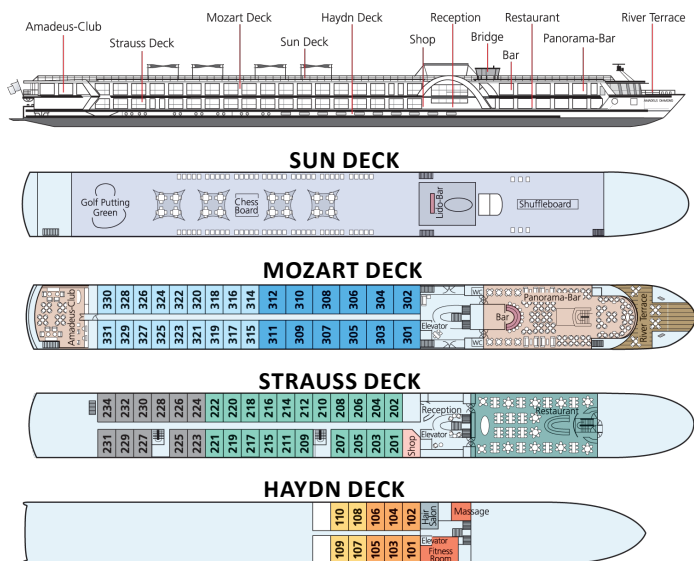 Amadeus-Club
Strauss Deck
Mozart Deck
Sun Deck
Haydn Deck
Shop
Reception
Bridge
Bar
Restaurant
Panorama-Bar
River Terrace
SUN DECK
Golf Putting
Green
Chess
Board
Lido-Bar
Shuffleboard
MOZART DECK
Amadeus-Club
330 328 326 324 322 320 318 316 314 312 310 308 306 304 302
331 329 327 325 323 321 319 317 315 311 309 307 305 303 301
WC
Elevator
WC
Bar
Panorama-Bar
River Terrace
STRAUSS DECK
234 232 230 228 226 224 222 220 218 216 214 212 210 208 206 204 202
231 229 227 225 223 221 219 217 215 211 209 207 205 203 201
Shop
Reception
Elevator
Restaurant
HAYDN DECK
110 108 106 104 102
109 107 105 103 101
Hair
Salon
Massage
Elevator
Fitness
Room